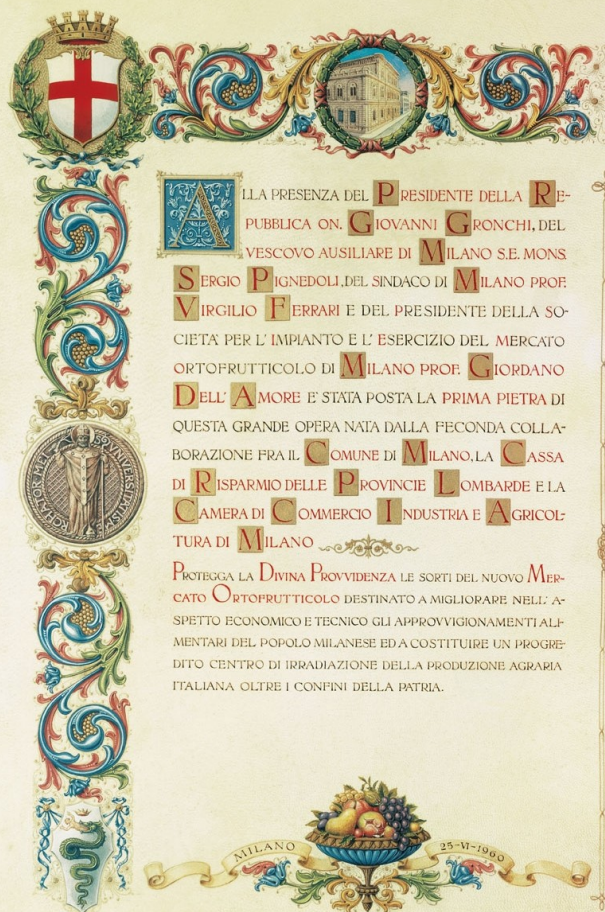 ALLA PRESENZA DEL PRESIDENTE DELLA RE-
PUBBLICA ON. GIOVANNI GRONCHI, DEL
VESCOVO AUSILIARE DI MILANO S.E. MONS.
SERGIO PIGNEDOLI, DEL SINDACO DI MILANO PROF.
VIRGILIO FERRARI E DEL PRESIDENTE DELLA SO-
CIETA' PER L' IMPIANTO E L' ESERCIZIO DEL MERCATO
ORTOFRUTTICOLO DI MILANO PROF. GIORDANO
DELL' AMORE E' STATA POSTA LA PRIMA PIETRA DI
QUESTA GRANDE OPERA NATA DALLA FECONDA COLLA-
BORAZIONE FRA IL COMUNE DI MILANO, LA CASSA
DI RISPARMIO DELLE PROVINCIE LOMBARDE E LA
CAMERA DI COMMERCIO INDUSTRIA E AGRICOL-
TURA DI MILANO
PROTEGGA LA DIVINA PROVVIDENZA LE SORTI DEL NUOVO MER-
CATO ORTOFRUTTICOLO DESTINATO A MIGLIORARE NELL' A-
SPETTO ECONOMICO E TECNICO GLI APPROVVIGIONAMENTI ALI-
MENTARI DEL POPOLO MILANESE ED A COSTITUIRE UN PROGRE-
DITO CENTRO DI IRRADIAZIONE DELLA PRODUZIONE AGRARIA
ITALIANA OLTRE I CONFINI DELLA PATRIA.
MILANO 25-VI-1960